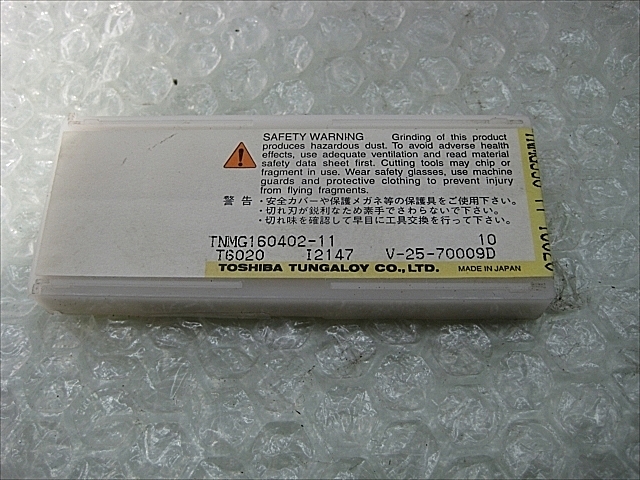 SAFETY WARNING Grinding of this product
produces hazardous dust. To avoid adverse health
effects, use adequate ventilation and read material
safety data sheet first. Cutting tools may chip or
fragment in use. Wear safety glasses, use machine
guards and protective clothing to prevent injury
from flying fragments.
警告・安全カバーや保護メガネ等の保護具をご使用下さい。
・切れ刃が鋭利なため素手でさわらないで下さい。
・切れ味を確認して早目に工具交換を行って下さい。
TNMG160402-11 10
T6020 I2147 V-25-70009D
TOSHIBA TUNGALOY CO., LTD. MADE IN JAPAN